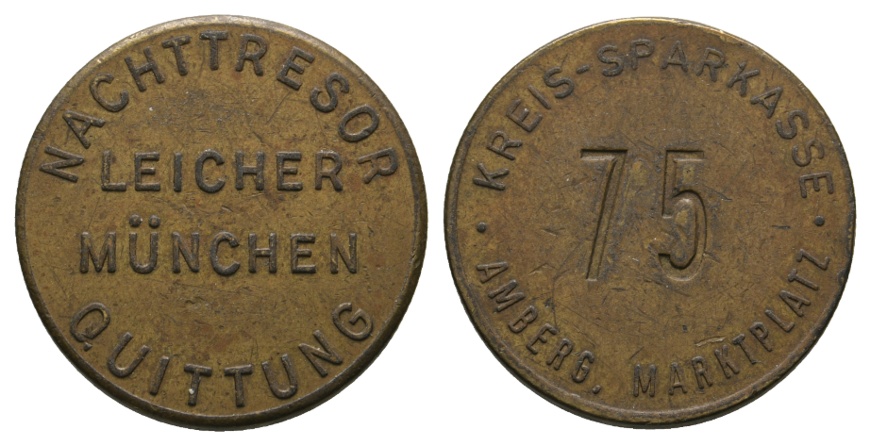 NACHTTRESOR
LEICHER
MÜNCHEN
QUITTUNG
KREIS-SPARKASSE
75
· AMBERG, MARKTPLATZ ·